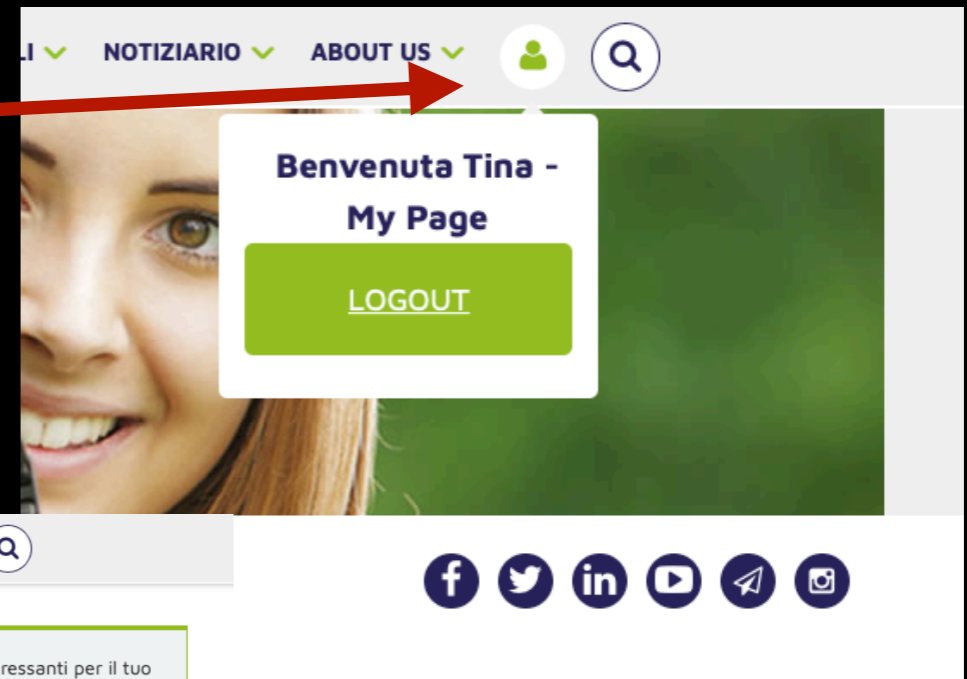 LI NOTIZIARIO ABOUT US
Benvenuta Tina -
My Page
LOGOUT
ressanti per il tuo